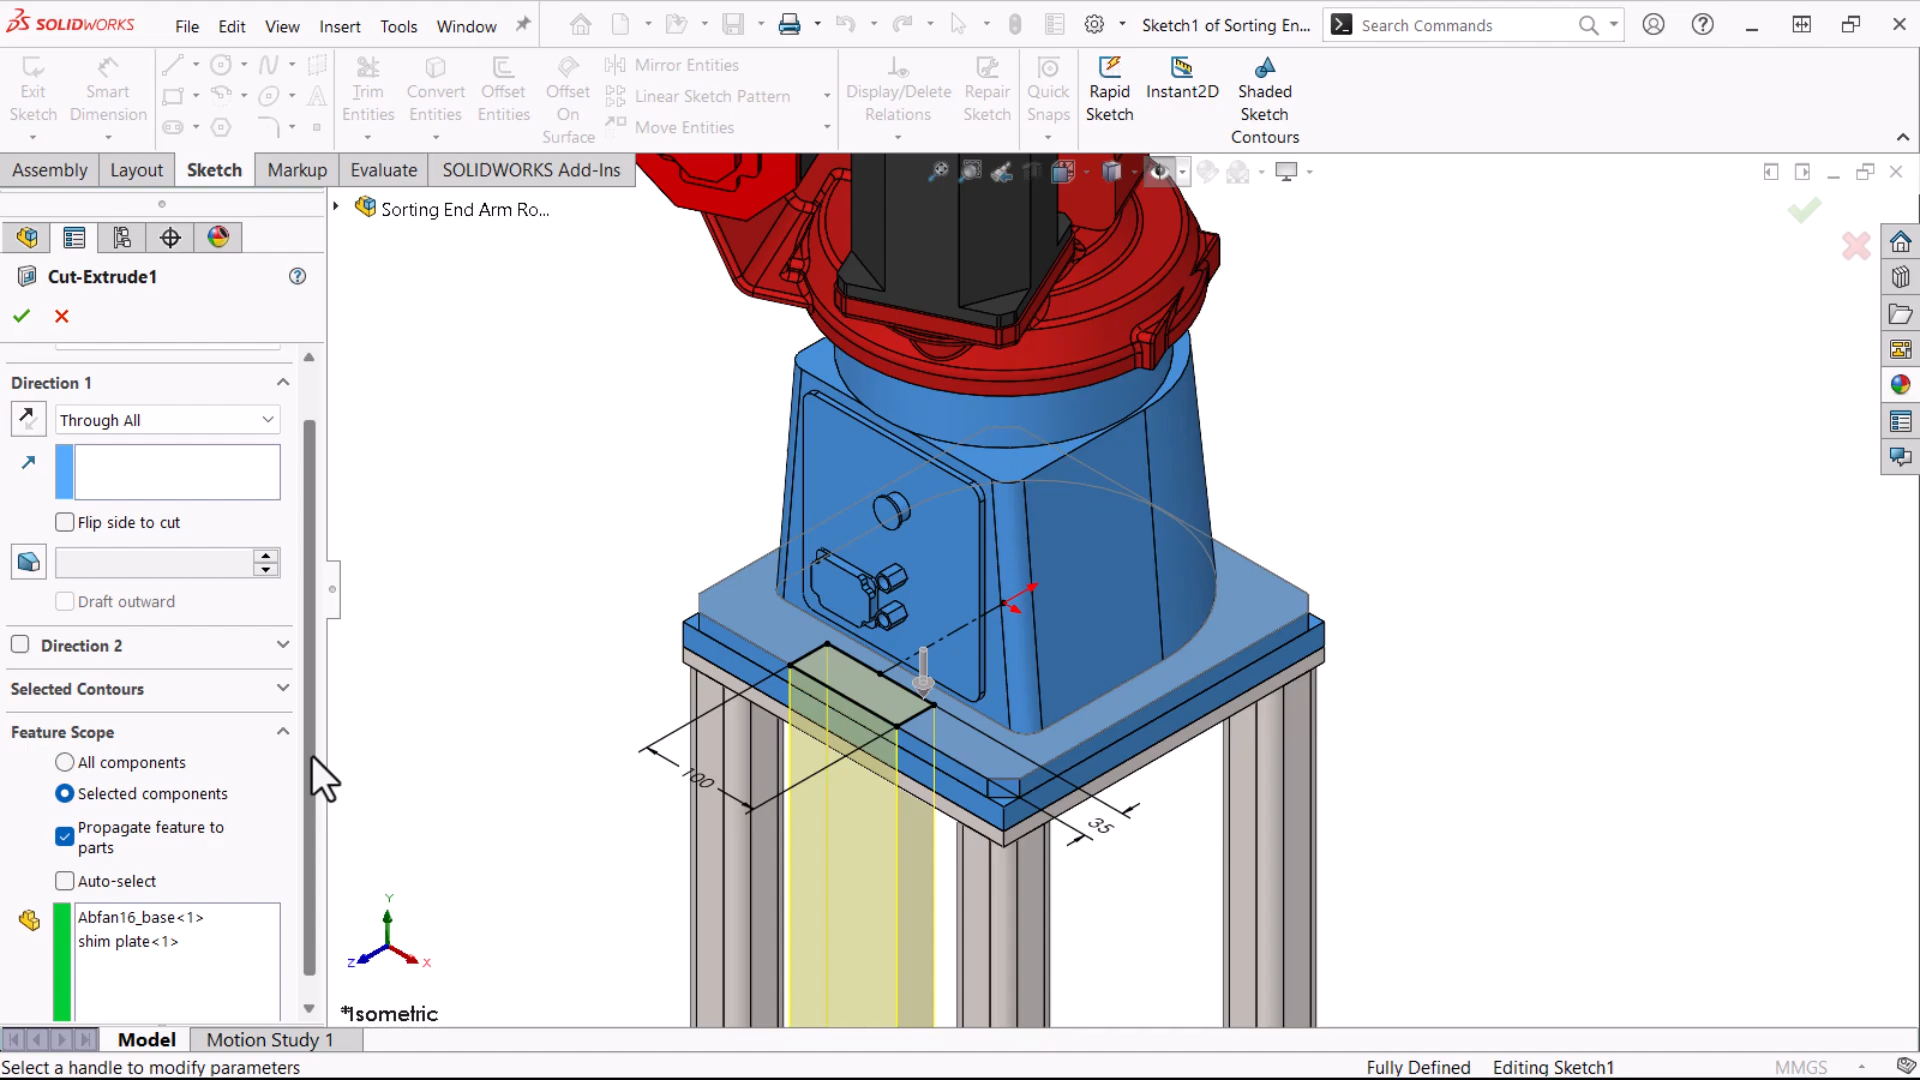 SOLIDWORKS
File Edit View Insert Tools Window
Sketch1 of Sorting En...
Search Commands
Exit Sketch
Smart Dimension
Trim Entities
Convert Entities
Offset Entities
Offset On Surface
Mirror Entities
Linear Sketch Pattern
Move Entities
Display/Delete Relations
Repair Sketch
Quick Snaps
Rapid Sketch
Instant2D
Shaded Sketch Contours
Assembly Layout Sketch Markup Evaluate SOLIDWORKS Add-Ins
Sorting End Arm Ro...
Cut-Extrude1
Direction 1
Through All
Flip side to cut
Draft outward
Direction 2
Selected Contours
Feature Scope
All components
Selected components
Propagate feature to
parts
Auto-select
Abfan16_base<1>
shim plate<1>
100
35
Y
Z
X
*Isometric
Model Motion Study 1
Select a handle to modify parameters
Fully Defined Editing Sketch1 MMGS